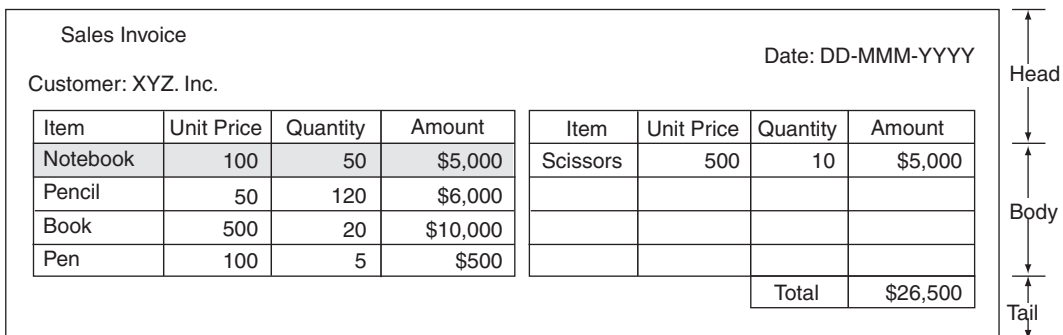 Sales Invoice
Date: DD-MMM-YYYY
Head
Customer: XYZ. Inc.
Item Unit Price Quantity Amount Item Unit Price Quantity Amount
Notebook 100 50 $5,000 Scissors 500 10 $5,000
Pencil 50 120 $6,000
Book 500 20 $10,000
Body
Pen 100 5 $500
Total $26,500
Tail